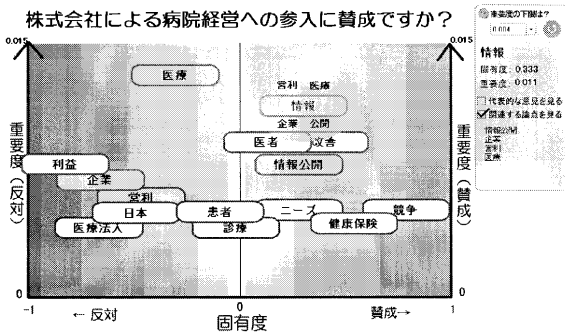 株式会社による病院経営への参入に賛成ですか？
重要度の下限は？
0.004
情報
固有度: 0.333
重要度: 0.011
代表的な意見を見る
関連する論点を見る
情報公開
企業
営利
医療
0.015
0.015
医療
営利 医療
情報
企業 公開
医者
改善
利益
情報公開
企業
営利
日本
患者
ニーズ
競争
医療法人
診療
健康保険
重要度(反対)
重要度(賛成)
0
0
-1
← 反対
0
固有度
賛成→
1